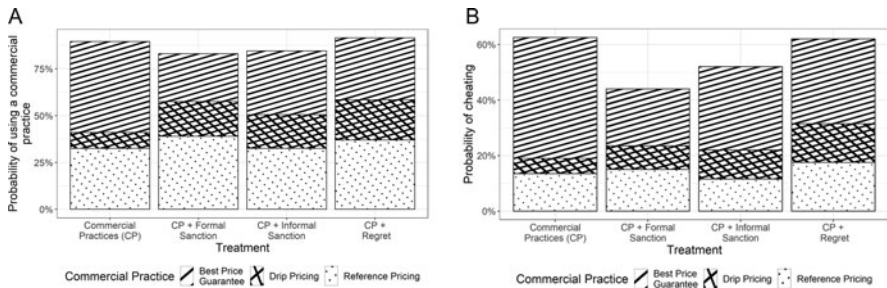 A
Probability of using a commercial
practice
75%
50%
25%
0%
Commercial
Practices (CP)
CP + Formal
Sanction
CP + Informal
Sanction
CP +
Regret
Treatment
Commercial Practice
Best Price
Guarantee
Drip Pricing
Reference Pricing
B
Probability of cheating
60%
40%
20%
0%
Commercial
Practices (CP)
CP + Formal
Sanction
CP + Informal
Sanction
CP +
Regret
Treatment
Commercial Practice
Best Price
Guarantee
Drip Pricing
Reference Pricing